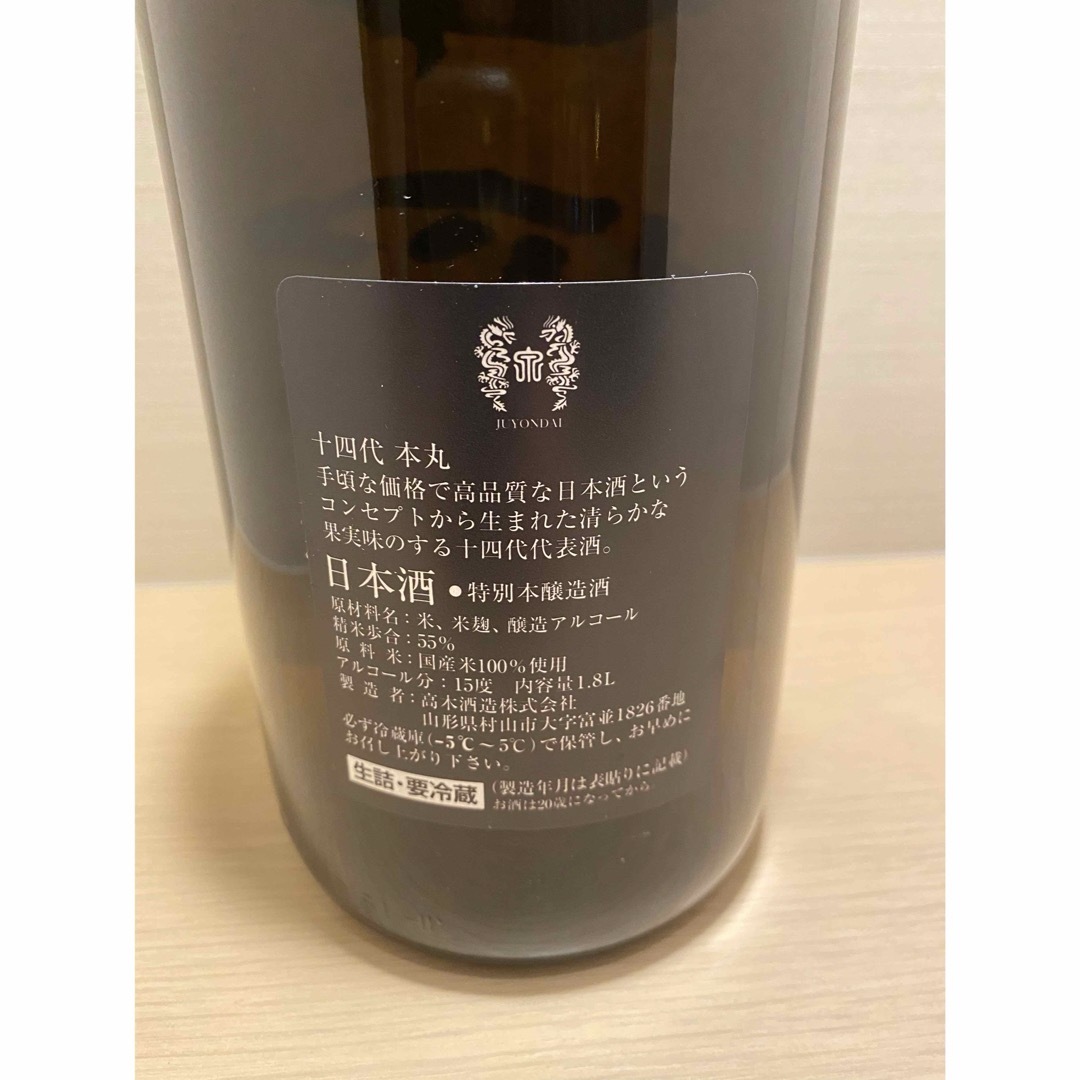 JUYONDAI
十四代 本丸
手頃な価格で高品質な日本酒という
コンセプトから生まれた清らかな
果実味のする十四代代表酒。
日本酒 ●特別本醸造酒
原材料名：米、米麹、醸造アルコール
精米歩合：55%
原料米：国産米100%使用
アルコール分：15度 内容量1.8L
製造者：高木酒造株式会社
山形県村山市大字富並1826番地
必ず冷蔵庫(−5℃～5℃)で保管し、お早めに
お召し上がり下さい。
生詰・要冷蔵 (製造年月は表貼りに記載)
お酒は20歳になってから